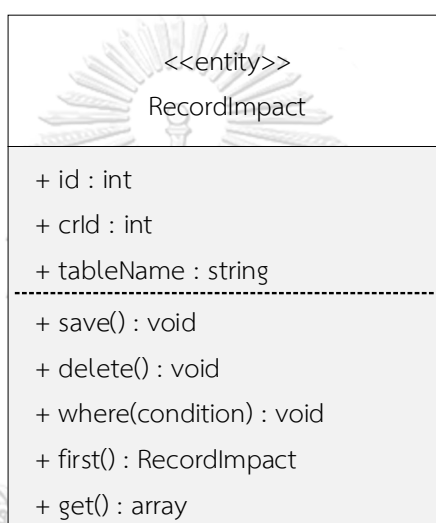 <<entity>>
RecordImpact
+ id : int
+ crId : int
+ tableName : string
+ save() : void
+ delete() : void
+ where(condition) : void
+ first() : RecordImpact
+ get() : array